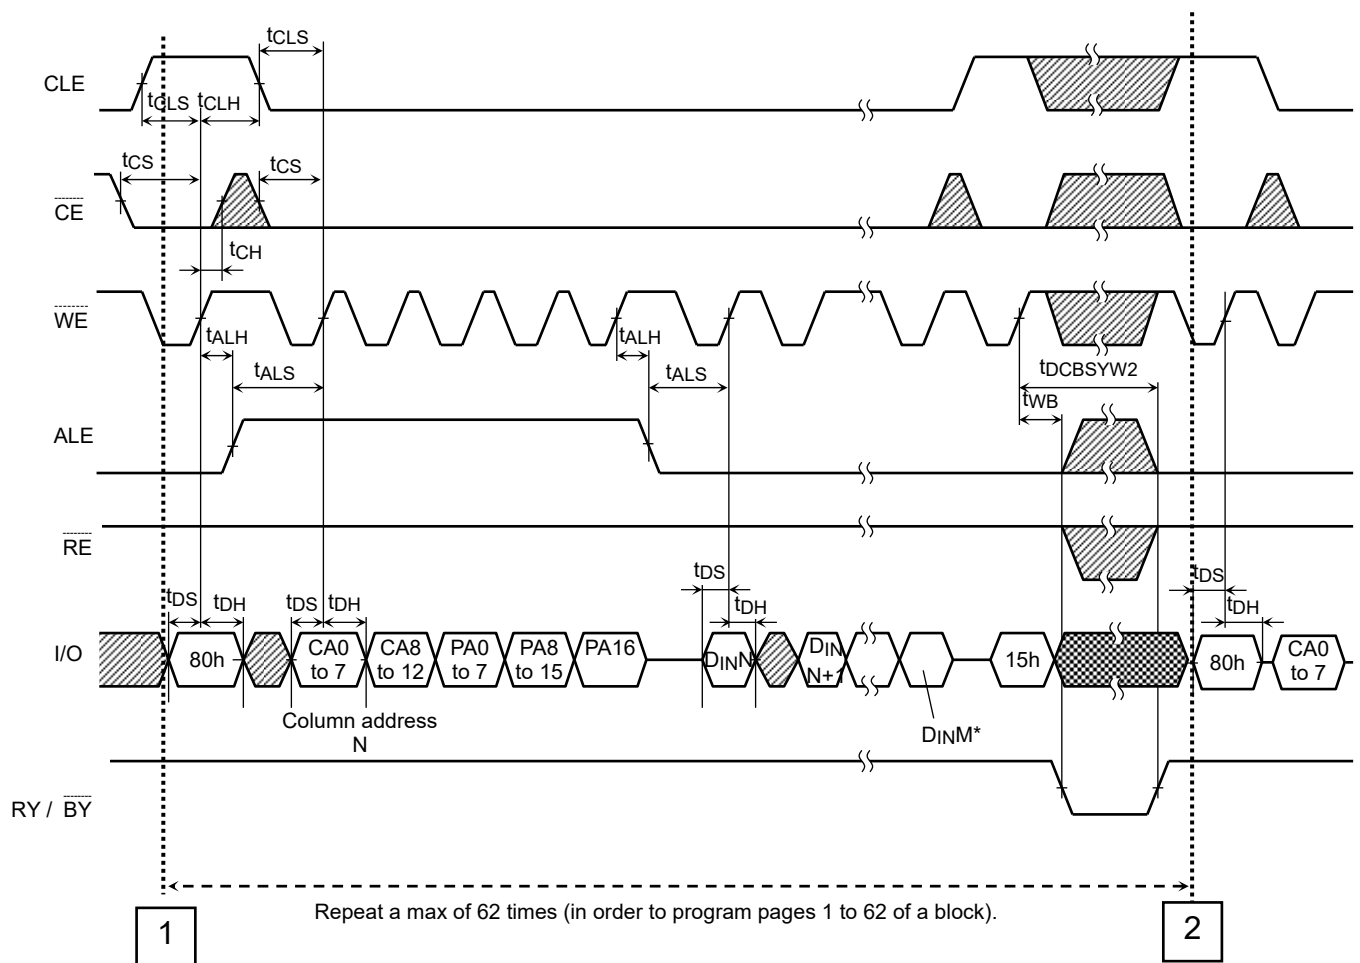 tCLS
CLE
tCLS tCLH
tCS tCS
CE
tCH
WE
tALH tALH
tALS tALS tDCBSYW2
tWB
ALE
RE
tDS tDH tDS tDH tDS tDH tDS tDH
I/O
80h
CA0 to 7
CA8 to 12
PA0 to 7
PA8 to 15
PA16
DINN
DIN N+1
15h
80h
CA0 to 7
Column address
N
DINM*
RY / BY
Repeat a max of 62 times (in order to program pages 1 to 62 of a block).
1 2